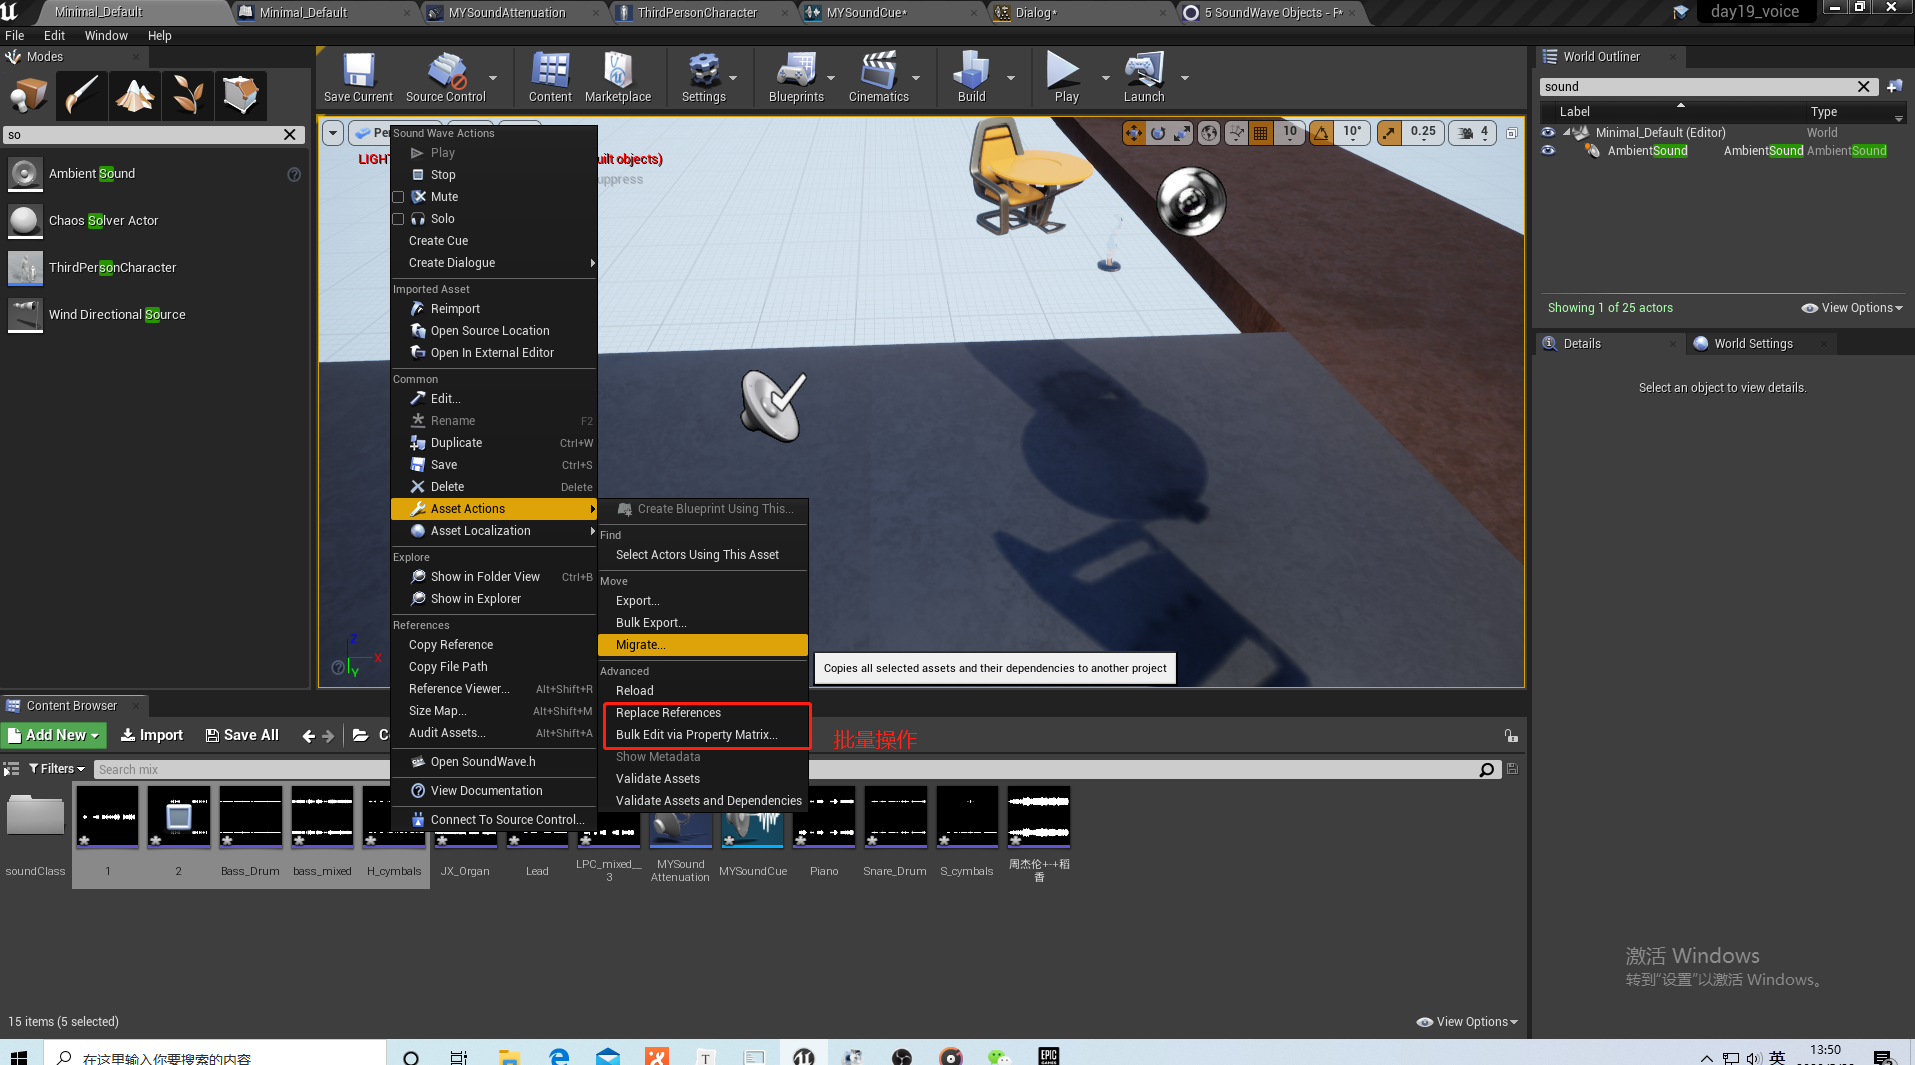 Minimal_Default
Minimal_Default
MYSoundAttenuation
ThirdPersonCharacter
MYSoundCue*
Dialog*
5 SoundWave Objects - P*
day19_voice
File Edit Window Help
Modes
so
Ambient Sound
Chaos Solver Actor
ThirdPersonCharacter
Wind Directional Source
Save Current
Source Control
Content
Marketplace
Settings
Blueprints
Cinematics
Build
Play
Launch
10
10°
0.25
4
LIGHT
uilt objects)
uppress
Z
X
Y
Sound Wave Actions
Play
Stop
Mute
Solo
Create Cue
Create Dialogue
Imported Asset
Reimport
Open Source Location
Open In External Editor
Common
Edit...
Rename F2
Duplicate Ctrl+W
Save Ctrl+S
Delete Delete
Asset Actions
Asset Localization
Explore
Show in Folder View Ctrl+B
Show in Explorer
References
Copy Reference
Copy File Path
Reference Viewer... Alt+Shift+R
Size Map... Alt+Shift+M
Audit Assets... Alt+Shift+A
Open SoundWave.h
View Documentation
Connect To Source Control...
Create Blueprint Using This...
Find
Select Actors Using This Asset
Move
Export...
Bulk Export...
Migrate...
Advanced
Reload
Replace References
Bulk Edit via Property Matrix...
Show Metadata
Validate Assets
Validate Assets and Dependencies
Copies all selected assets and their dependencies to another project
批量操作
World Outliner
sound
Label Type
Minimal_Default (Editor) World
AmbientSound AmbientSound AmbientSound
Showing 1 of 25 actors
View Options
Details
World Settings
Select an object to view details.
Content Browser
Add New
Import
Save All
Filters
Search mix
soundClass
1
2
Bass_Drum
bass_mixed
H_cymbals
JX_Organ
Lead
LPC_mixed__
3
MYSound
Attenuation
MYSoundCue
Piano
Snare_Drum
S_cymbals
周杰伦+-+稻
香
15 items (5 selected)
View Options
激活 Windows
转到"设置"以激活 Windows。
在这里输入你要搜索的内容
T
EPIC
GAMES
英
13:50